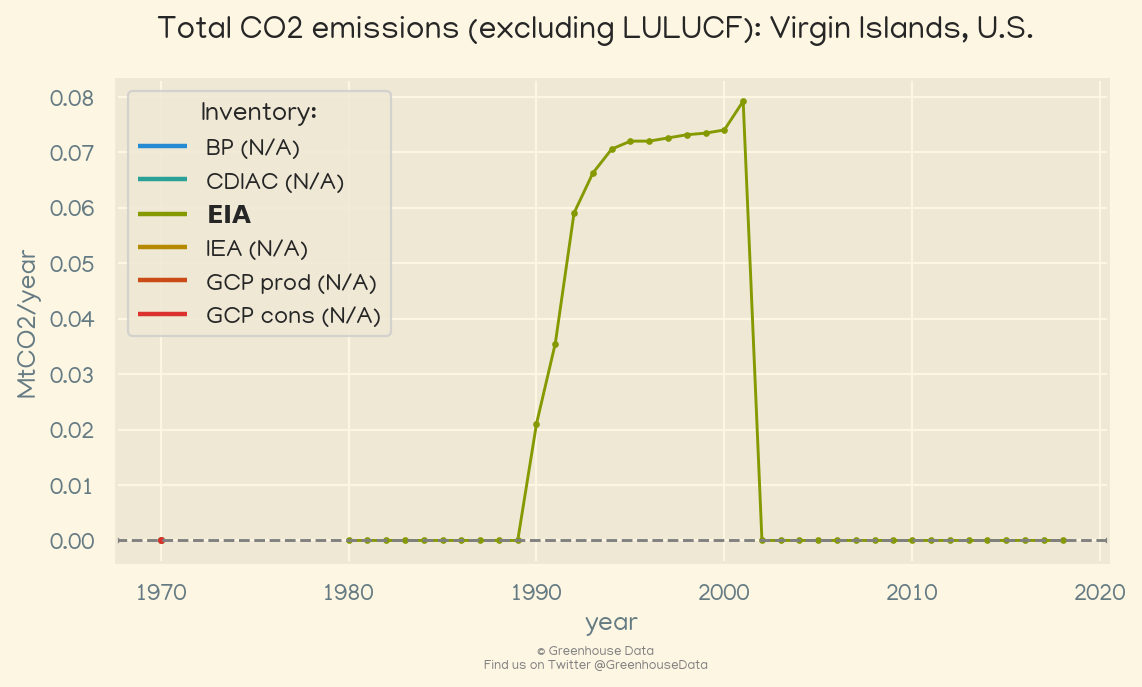 Total CO2 emissions (excluding LULUCF): Virgin Islands, U.S.
Inventory:
BP (N/A)
CDIAC (N/A)
EIA
IEA (N/A)
GCP prod (N/A)
GCP cons (N/A)
MtCO2/year
0.08
0.07
0.06
0.05
0.04
0.03
0.02
0.01
0.00
1970 1980 1990 2000 2010 2020
year
© Greenhouse Data
Find us on Twitter @GreenhouseData